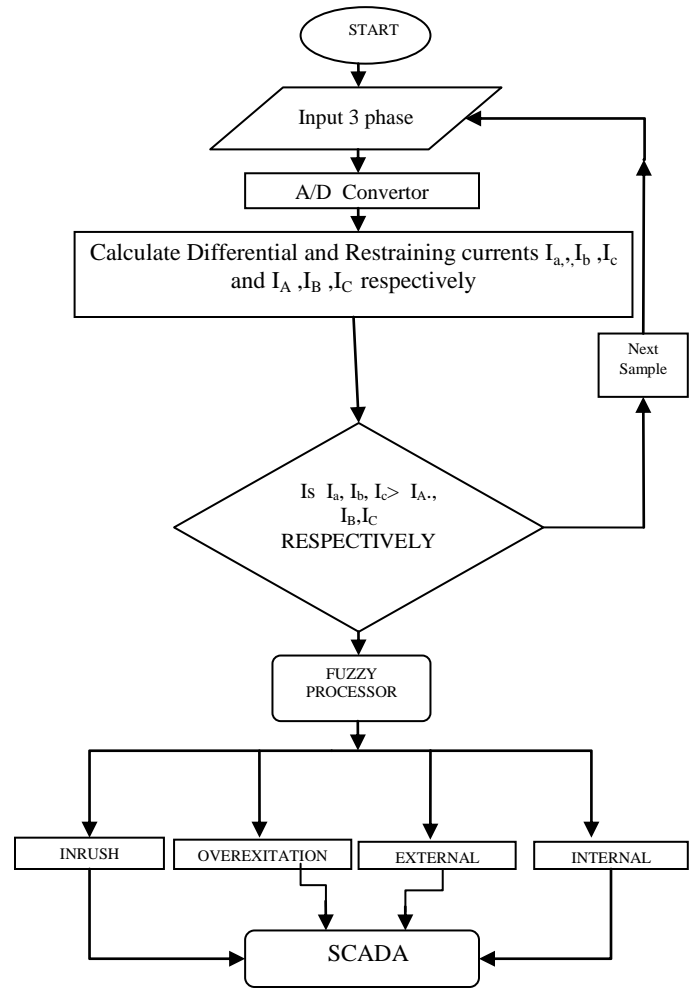 START
Input 3 phase
A/D Convertor
Calculate Differential and Restraining currents Ia,,,Ib ,Ic
and IA ,IB ,IC respectively
Next
Sample
Is Ia, Ib, Ic> IA.,
IB,IC
RESPECTIVELY
FUZZY
PROCESSOR
INRUSH
OVEREXITATION
EXTERNAL
INTERNAL
SCADA